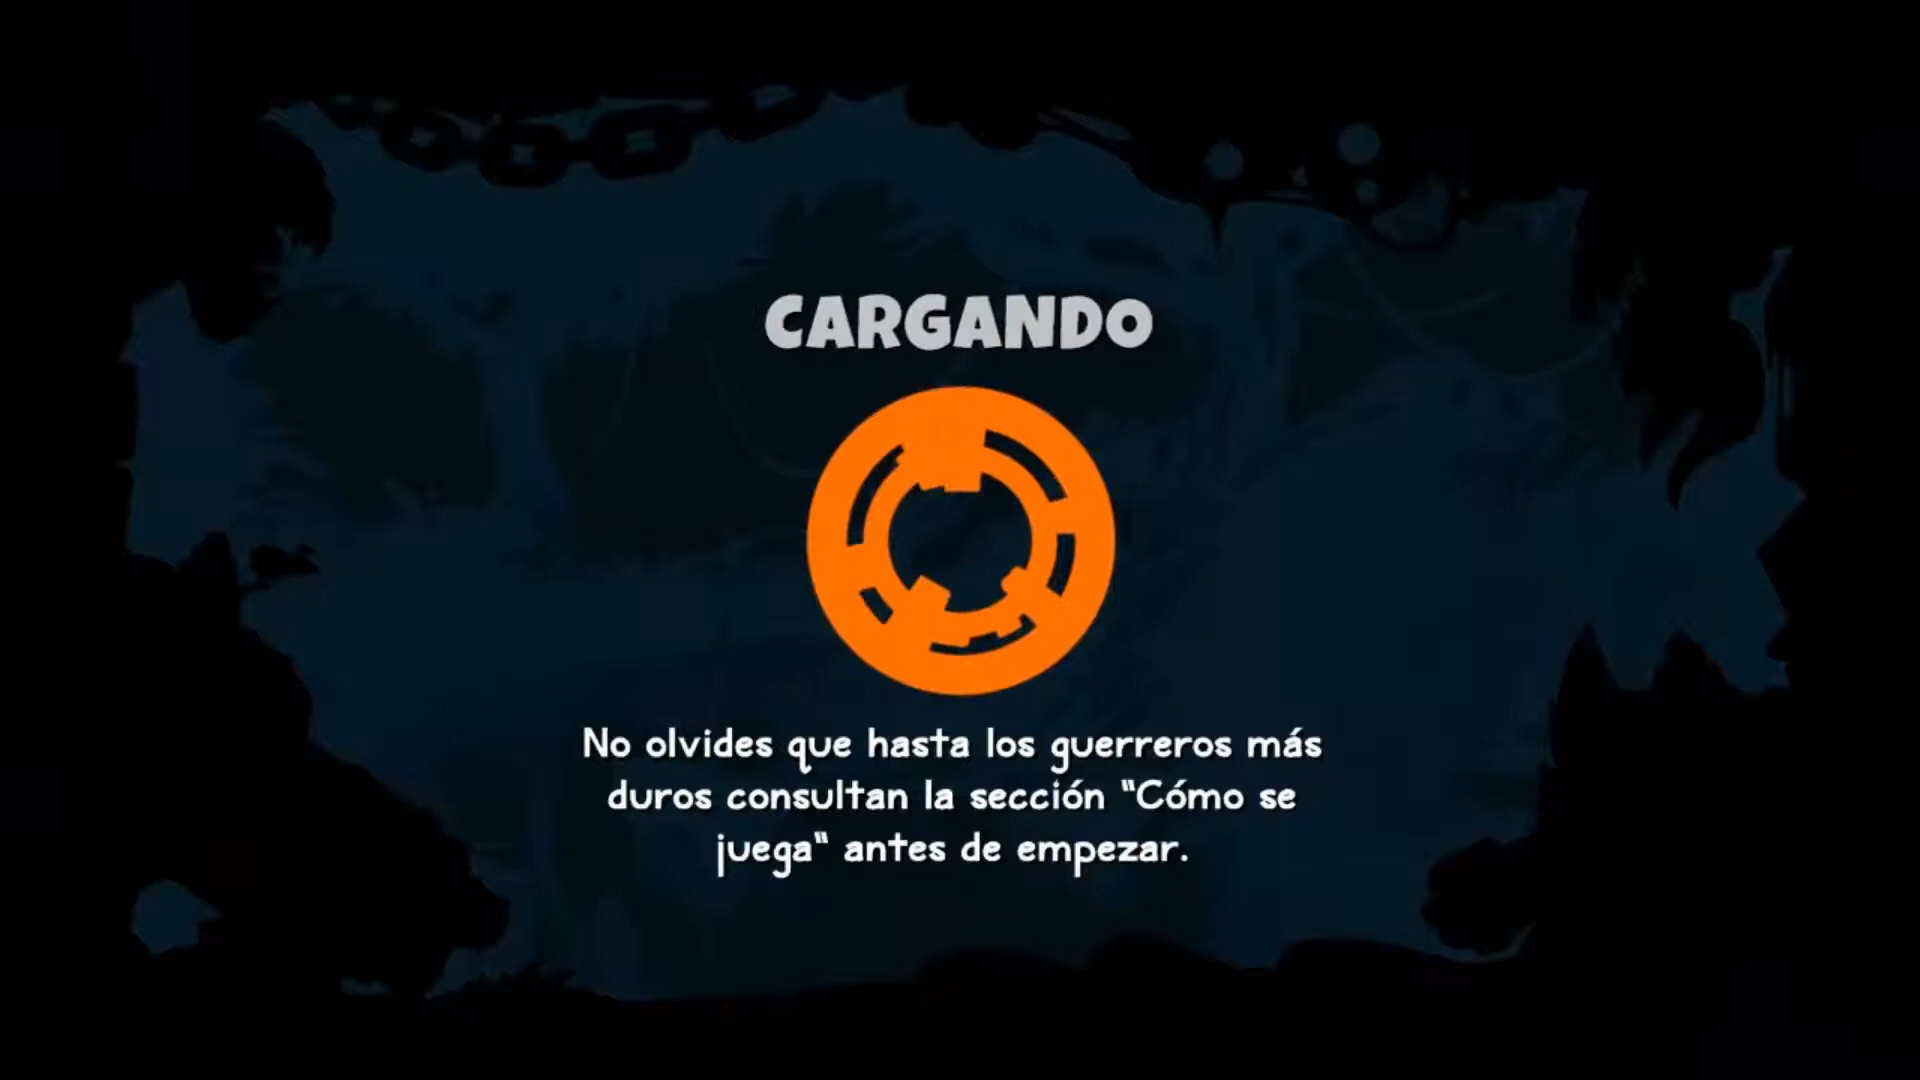 CARGANDO
No olvides que hasta los guerreros más
duros consultan la sección "Cómo se
juega" antes de empezar.